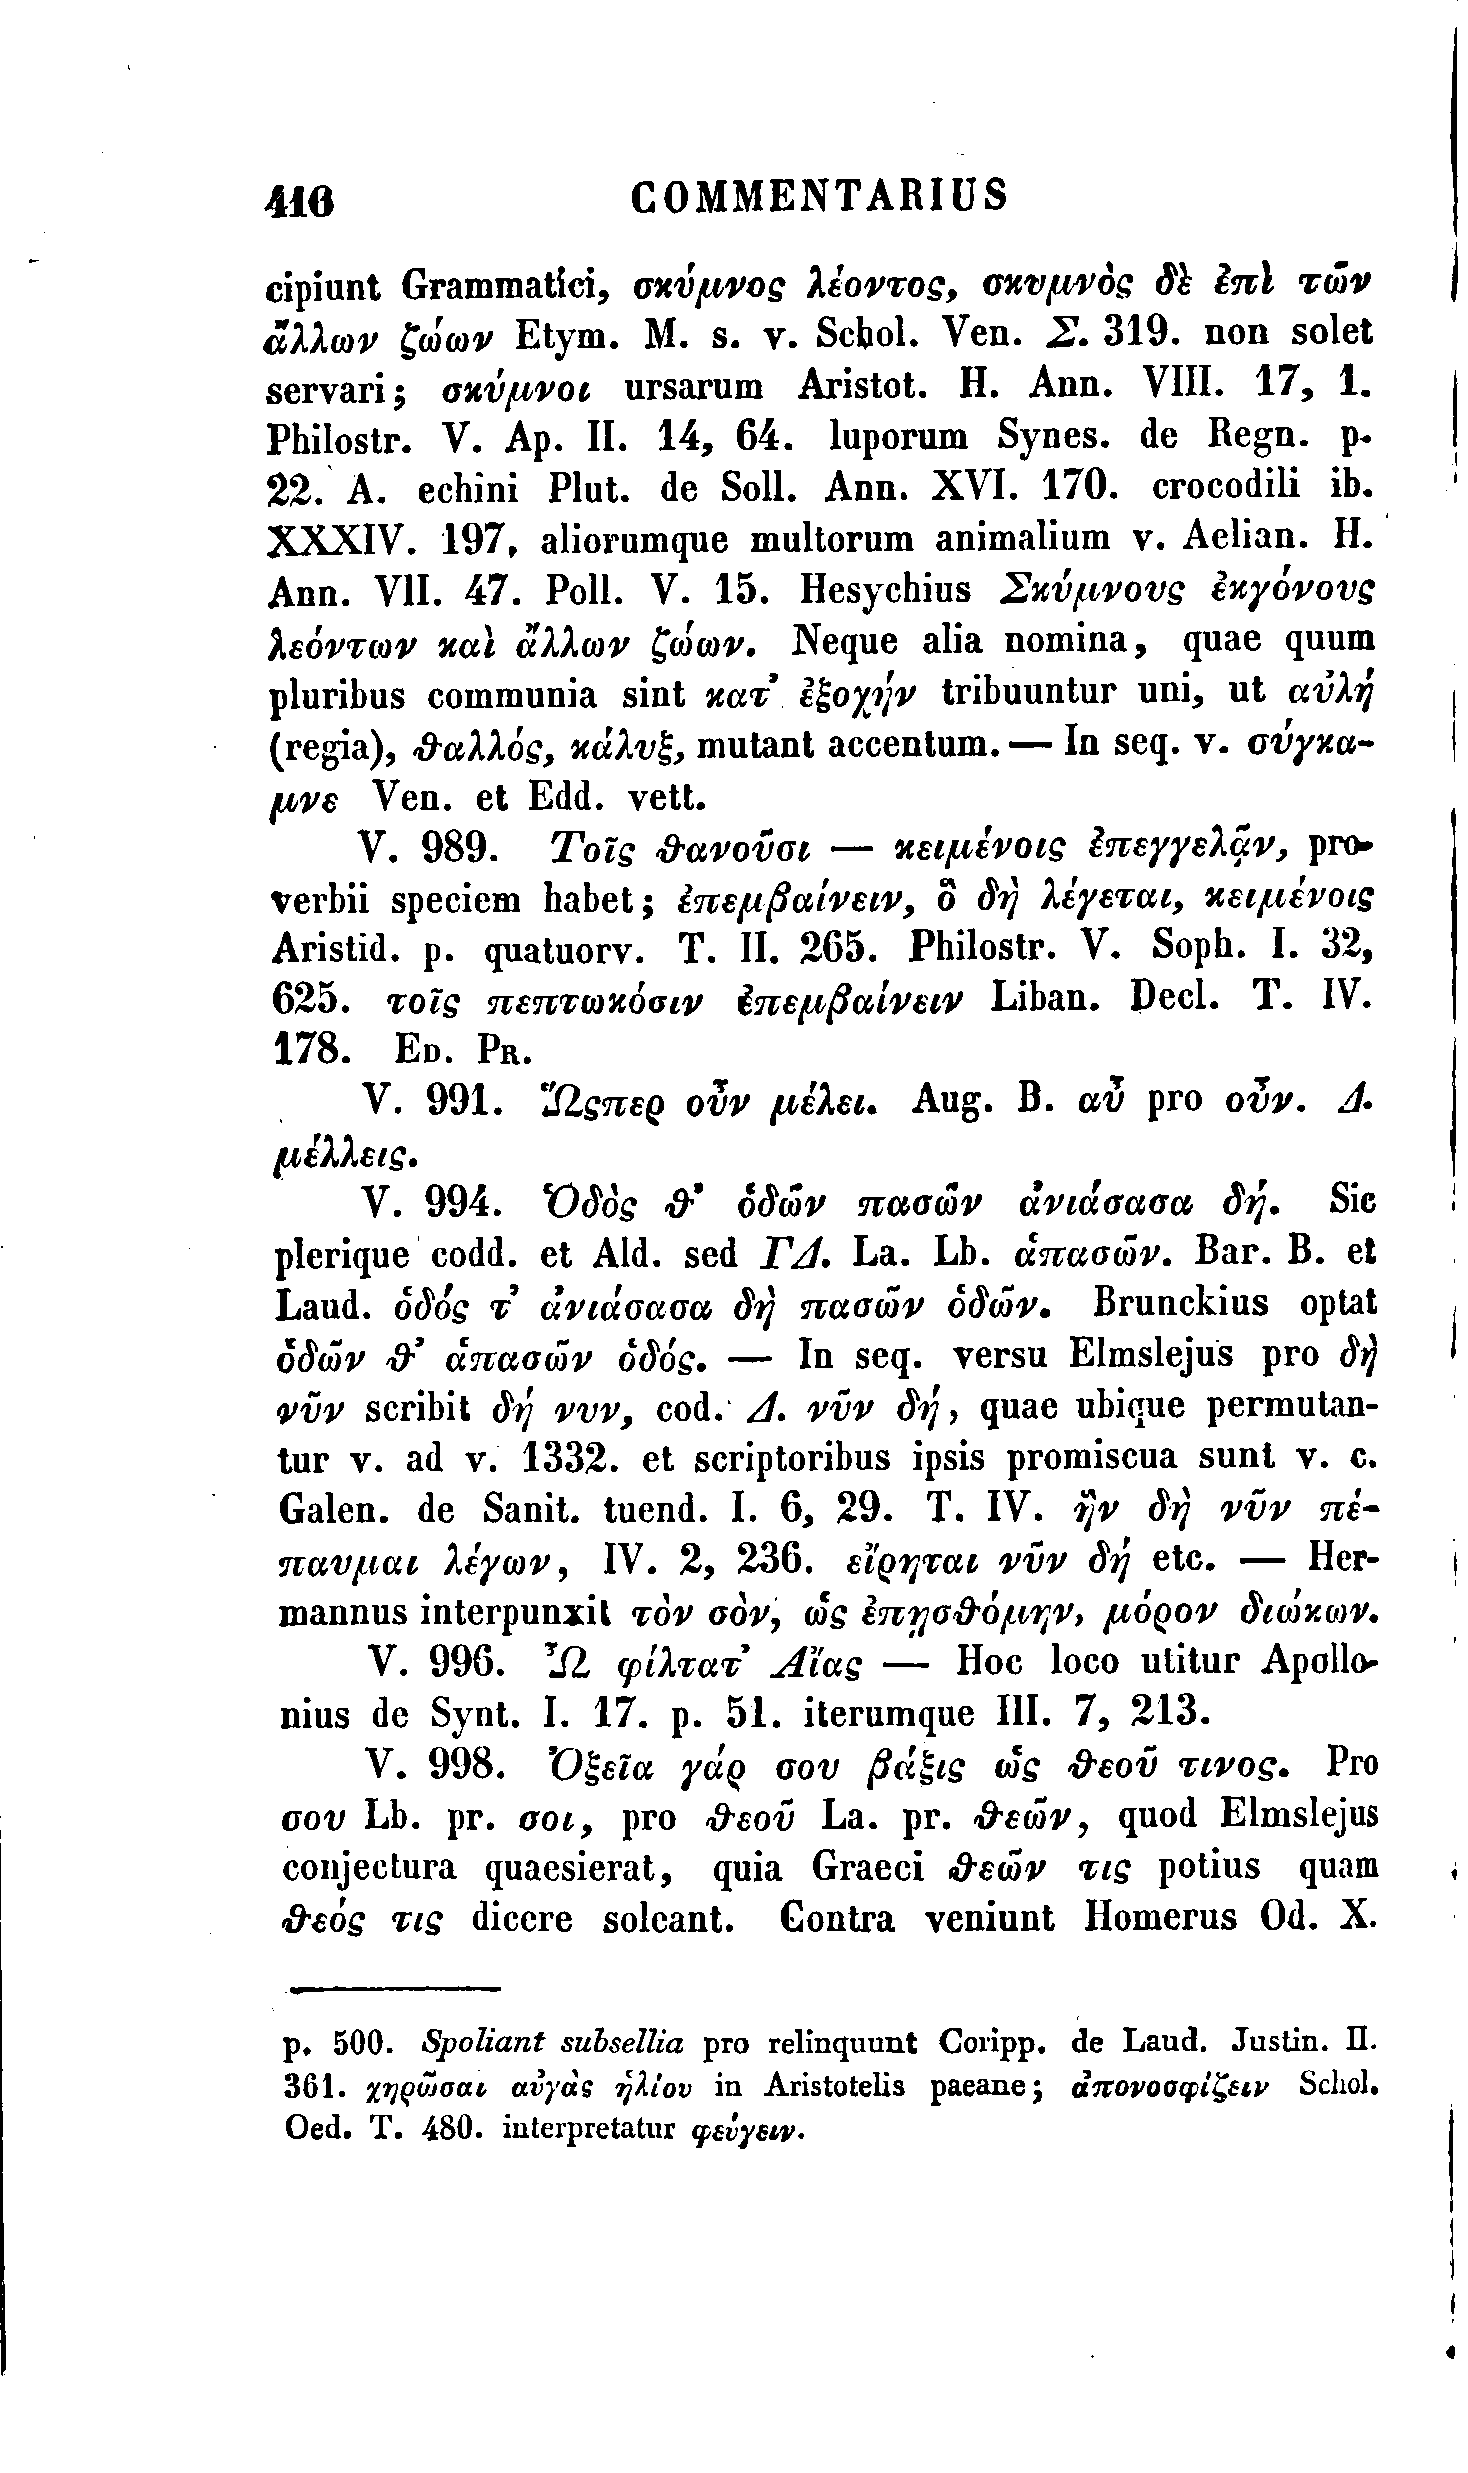 416 COMMENTARIUS
cipiunt Grammatici, σκύμνος λέοντος, σκυμνὸς δὲ ἐπὶ τῶν
ἄλλων ζώων Etym. M. s. v. Schol. Ven. Σ. 319. non solet
servari; σκύμνοι ursarum Aristot. H. Ann. VIII. 17, 1.
Philostr. V. Ap. II. 14, 64. luporum Synes. de Regn. p.
22. A. echini Plut. de Soll. Ann. XVI. 170. crocodili ib.
XXXIV. 197, aliorumque multorum animalium v. Aelian. H.
Ann. VII. 47. Poll. V. 15. Hesychius Σκύμνους ἐκγόνους
λεόντων καὶ ἄλλων ζώων. Neque alia nomina, quae quum
pluribus communia sint κατ’ ἐξοχήν tribuuntur uni, ut αὐλή
(regia), θαλλός, κάλυξ, mutant accentum. — In seq. v. σύγκα-
μνε Ven. et Edd. vett.
V. 989. Τοῖς θανοῦσι — κειμένοις ἐπεγγελᾷν, pro-
verbii speciem habet; ἐπεμβαίνειν, ὃ δὴ λέγεται, κειμένοις
Aristid. p. quatuorv. T. II. 265. Philostr. V. Soph. I. 32,
625. τοῖς πεπτωκόσιν ἐπεμβαίνειν Liban. Decl. T. IV.
178. ED. PR.
V. 991. Ὥςπερ οὖν μέλει. Aug. B. αὖ pro οὖν. Δ.
μέλλεις.
V. 994. Ὁδὸς θ’ ὁδῶν πασῶν ἀνιάσασα δή. Sic
plerique codd. et Ald. sed ΓΔ. La. Lb. ἁπασῶν. Bar. B. et
Laud. ὁδός τ’ ἀνιάσασα δὴ πασῶν ὁδῶν. Brunckius optat
ὁδῶν θ’ ἁπασῶν ὁδός. — In seq. versu Elmslejus pro δὴ
νῦν scribit δή νυν, cod. Δ. νῦν δή, quae ubique permutan-
tur v. ad v. 1332. et scriptoribus ipsis promiscua sunt v. c.
Galen. de Sanit. tuend. I. 6, 29. T. IV. ἣν δὴ νῦν πέ-
παυμαι λέγων, IV. 2, 236. εἴρηται νῦν δή etc. — Her-
mannus interpunxit τὸν σὸν, ὡς ἐπῃσθόμην, μόρον διώκων.
V. 996. Ὦ φίλτατ’ Αἴας — Hoc loco utitur Apollo-
nius de Synt. I. 17. p. 51. iterumque III. 7, 213.
V. 998. Ὀξεῖα γάρ σου βάξις ὡς θεοῦ τινος. Pro
σου Lb. pr. σοι, pro θεοῦ La. pr. θεῶν, quod Elmslejus
conjectura quaesierat, quia Graeci θεῶν τις potius quam
θεός τις dicere soleant. Contra veniunt Homerus Od. X.
p. 500. Spoliant subsellia pro relinquunt Coripp. de Laud. Justin. II.
361. χηρῶσαι αὐγὰς ἡλίου in Aristotelis paeane; ἀπονοσφίζειν Schol.
Oed. T. 480. interpretatur φεύγειν.